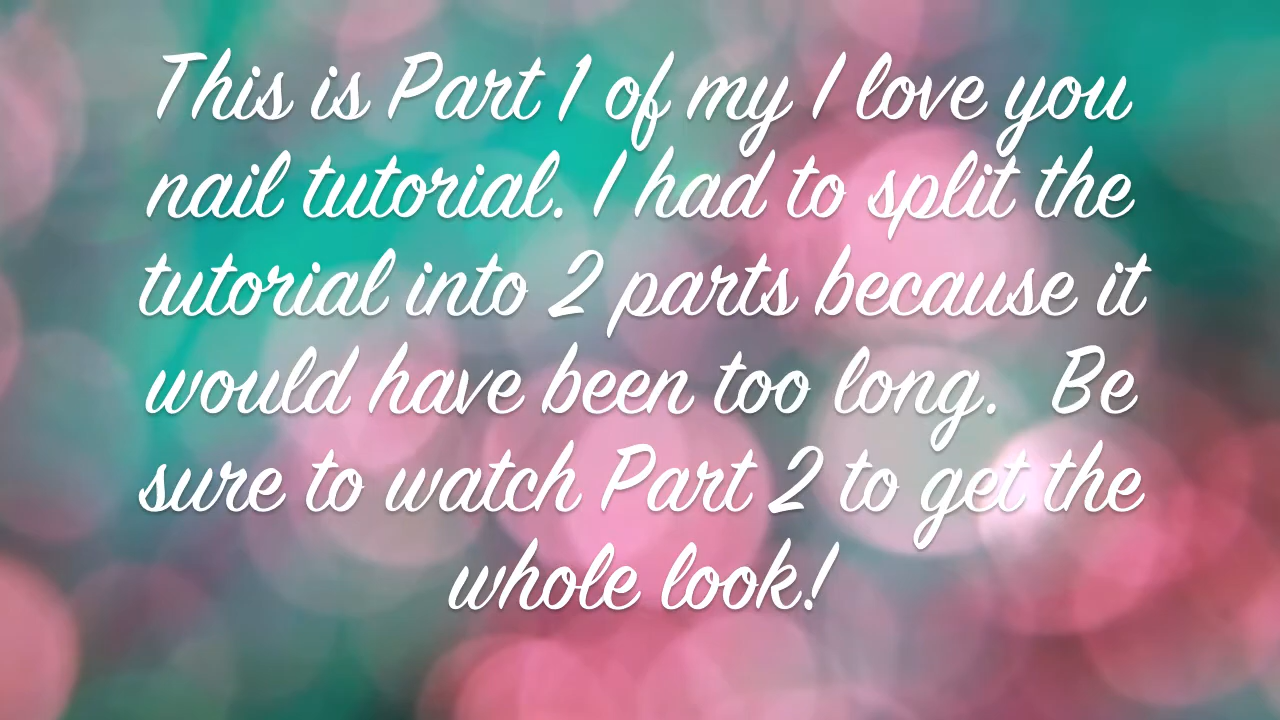 This is Part 1 of my I love you
nail tutorial. I had to split the
tutorial into 2 parts because it
would have been too long.  Be
sure to watch Part 2 to get the
whole look!